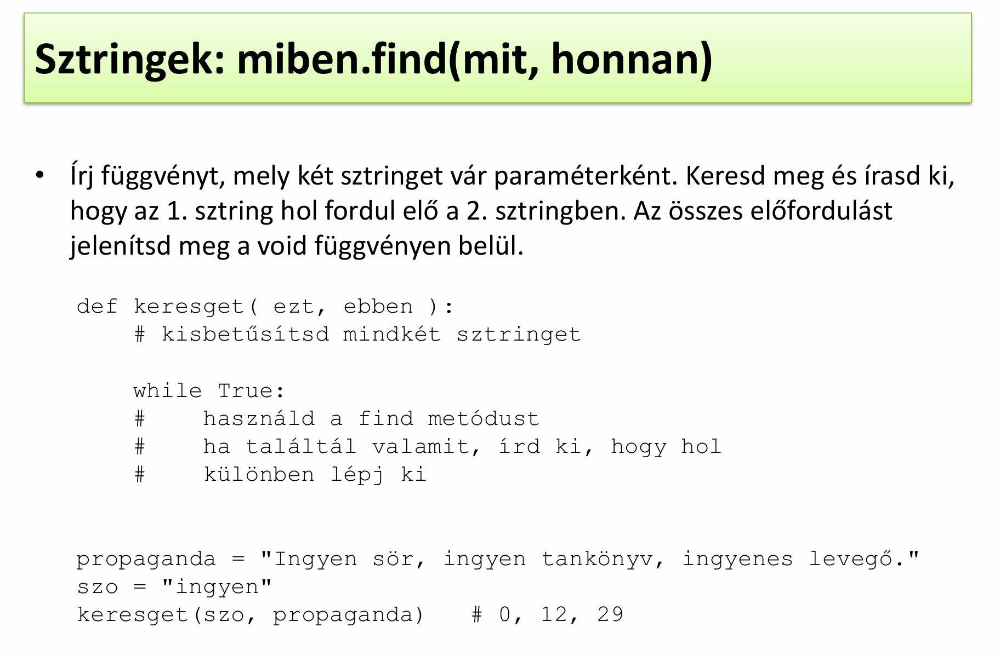 Sztringek: miben.find(mit, honnan)
• Írj függvényt, mely két sztringet vár paraméterként. Keresd meg és írasd ki,
hogy az 1. sztring hol fordul elő a 2. sztringben. Az összes előfordulást
jelenítsd meg a void függvényen belül.
def keresget( ezt, ebben ):
    # kisbetűsítsd mindkét sztringet
    while True:
    #    használd a find metódust
    #    ha találtál valamit, írd ki, hogy hol
    #    különben lépj ki
propaganda = "Ingyen sör, ingyen tankönyv, ingyenes levegő."
szo = "ingyen"
keresget(szo, propaganda)   # 0, 12, 29